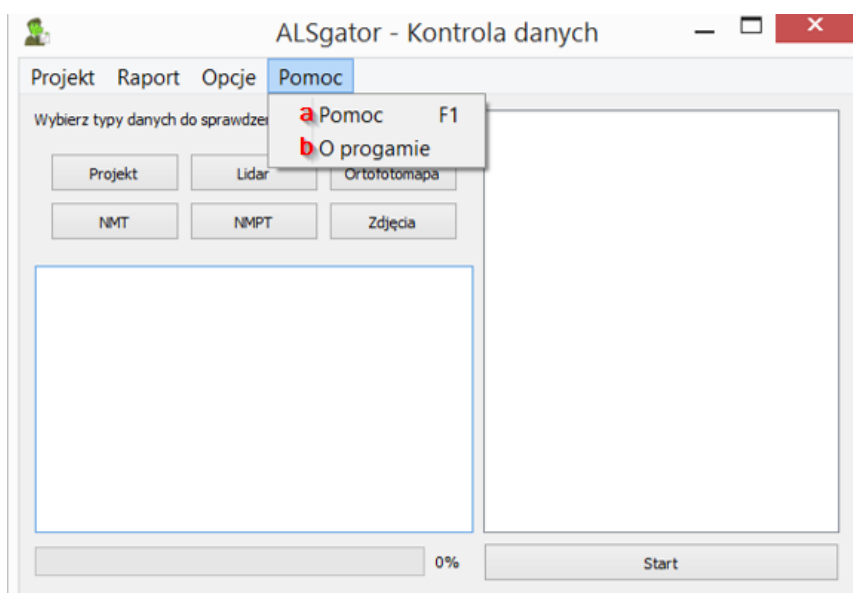 ALSgator - Kontrola danych
Projekt Raport Opcje Pomoc
Wybierz typy danych do sprawdze
a Pomoc F1
b O progamie
Projekt Lidar Ortofotomapa
NMT NMPT Zdjęcia
0% Start